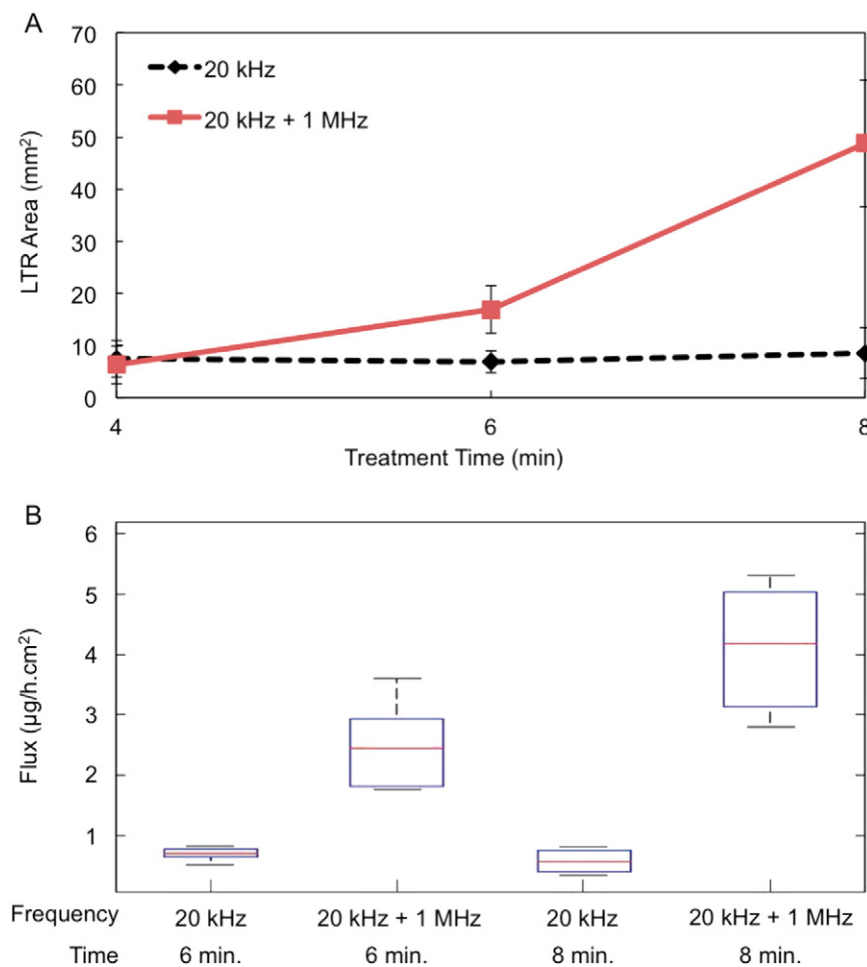 A
70
60
50
40
30
20
10
0
LTR Area (mm²)
20 kHz
20 kHz + 1 MHz
4 6 8
Treatment Time (min)
B
6
5
4
3
2
1
Flux (µg/h.cm²)
Frequency 20 kHz 20 kHz + 1 MHz 20 kHz 20 kHz + 1 MHz
Time 6 min. 6 min. 8 min. 8 min.